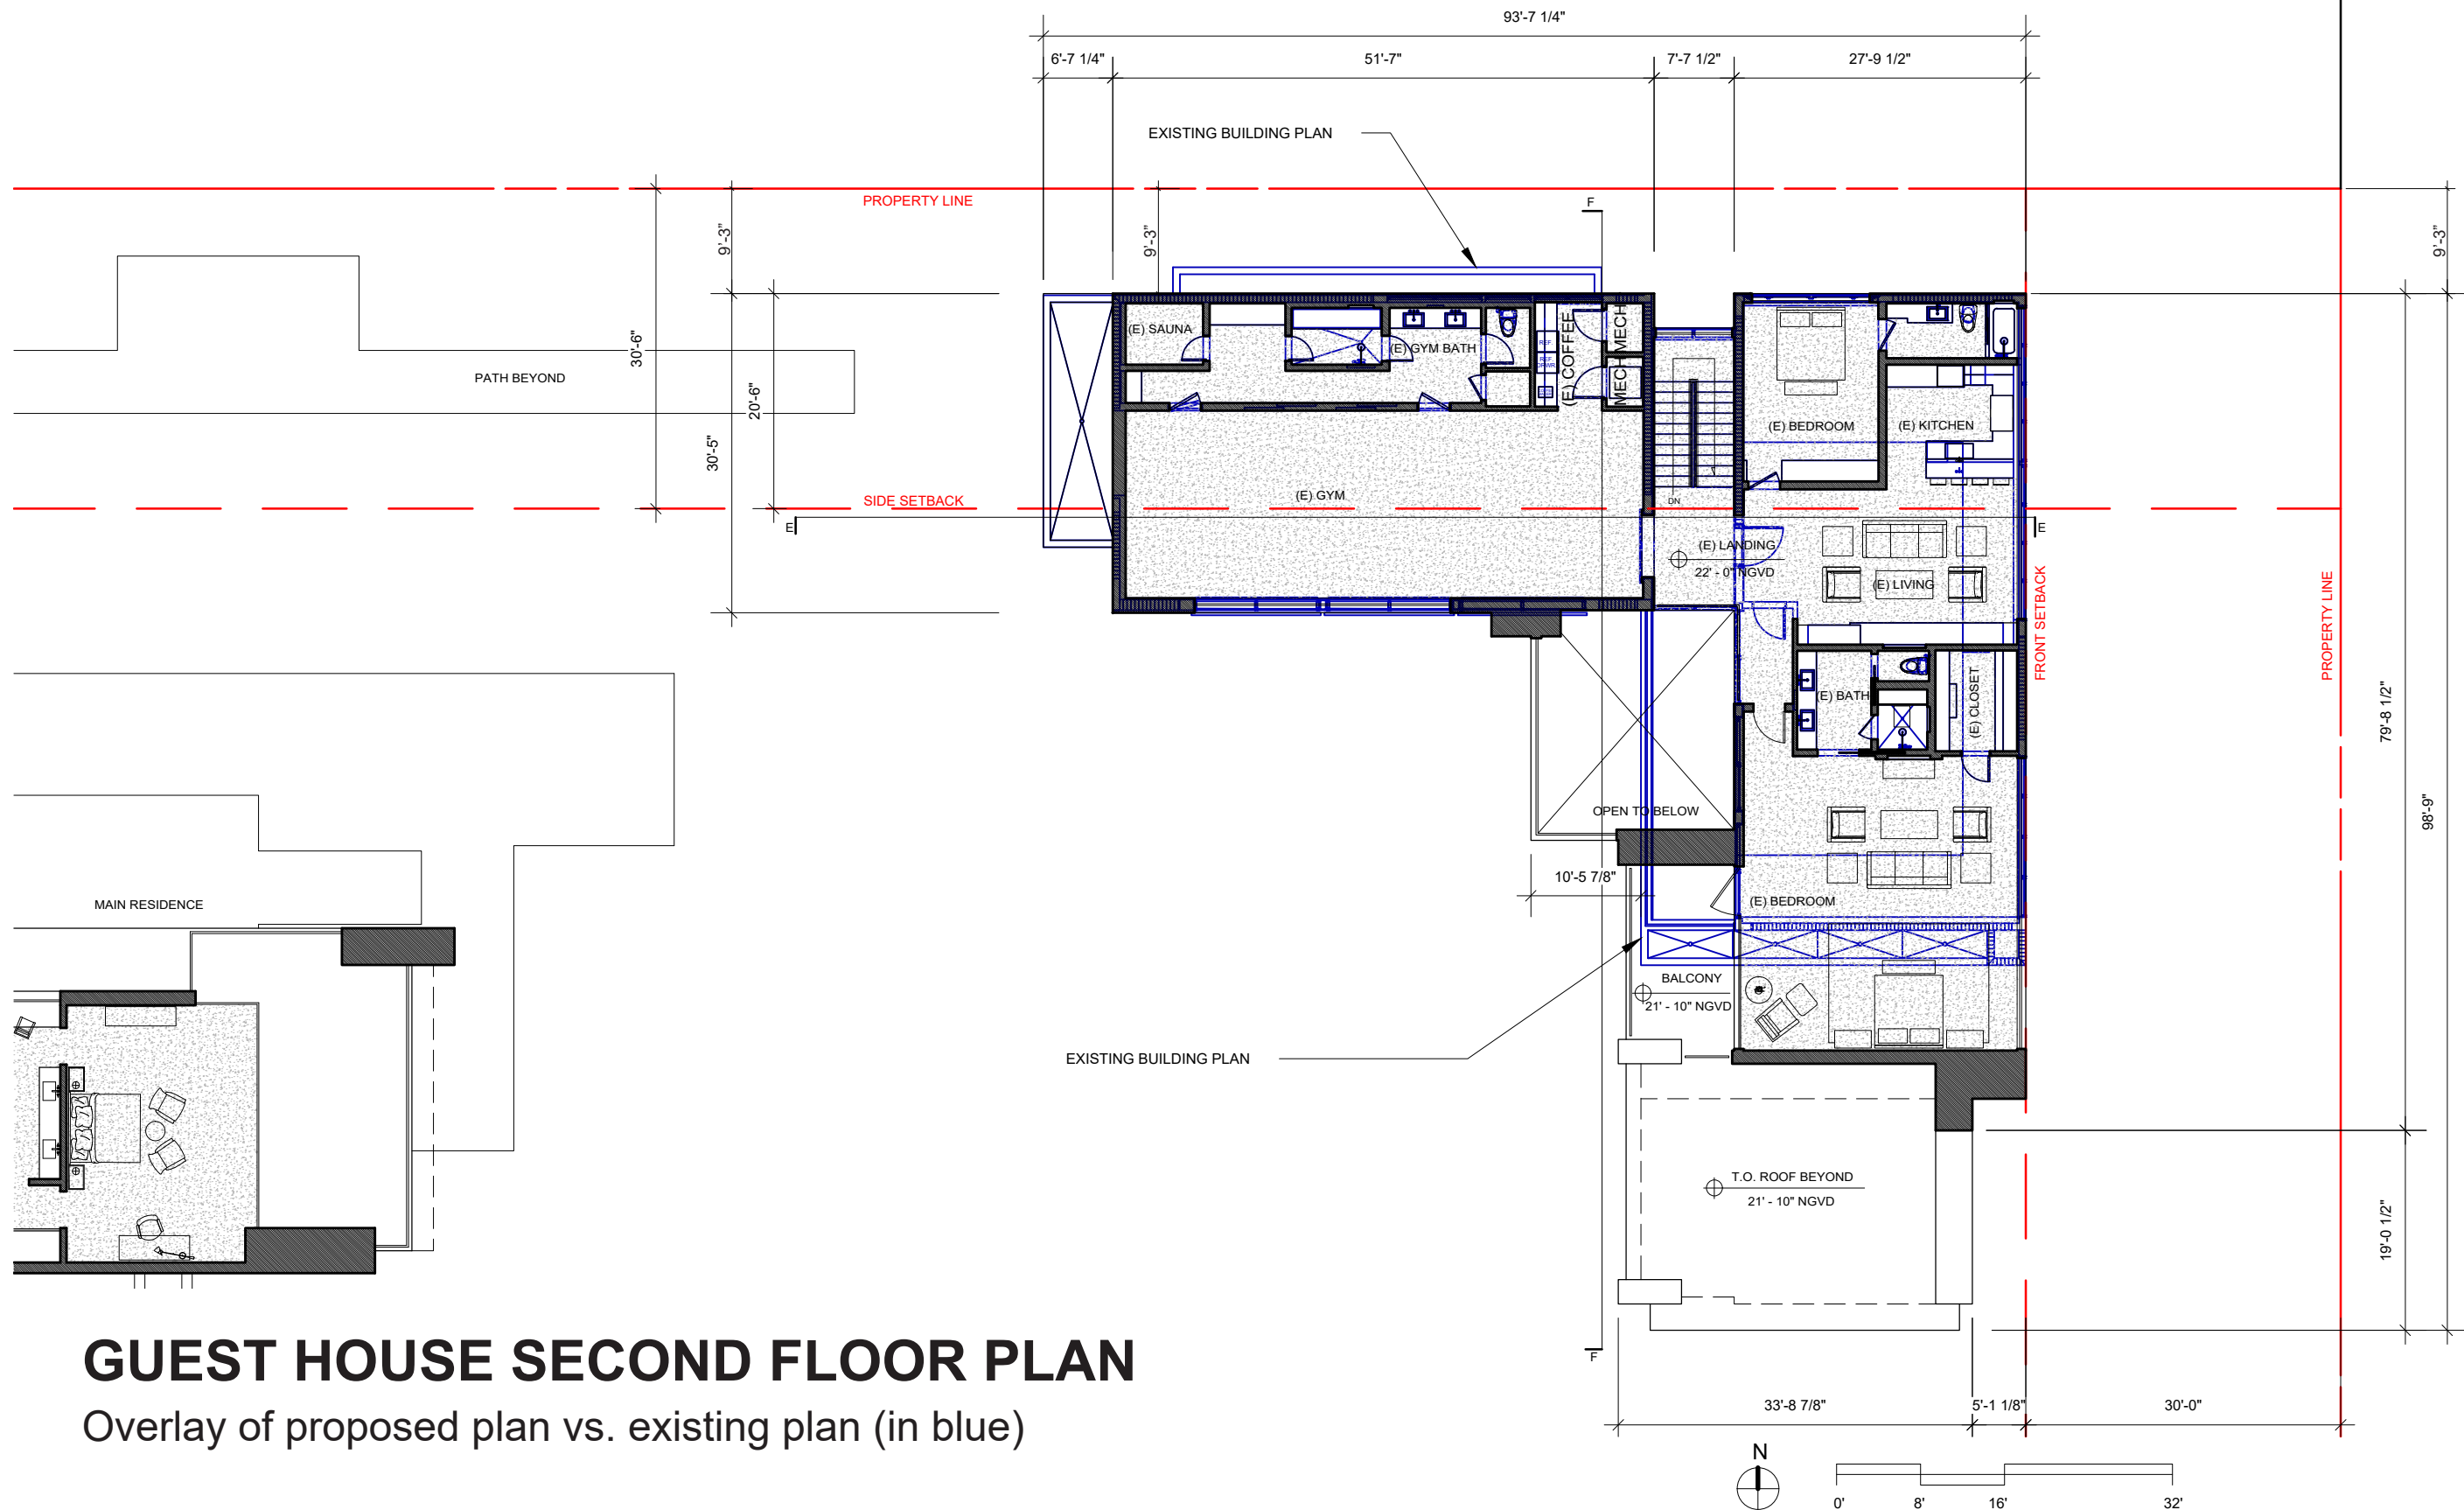 93'-7 1/4"
6'-7 1/4"
51'-7"
7'-7 1/2"
27'-9 1/2"
EXISTING BUILDING PLAN
PROPERTY LINE
F
9'-3"
9'-3"
9'-3"
30'-6"
20'-6"
30'-5"
PATH BEYOND
(E) SAUNA
(E) GYM BATH
REF
REF
DRWR
(E) COFFEE
MECH
MECH
(E) BEDROOM
(E) KITCHEN
SIDE SETBACK
(E) GYM
DN
E
E
(E) LANDING
22' - 0" NGVD
(E) LIVING
FRONT SETBACK
PROPERTY LINE
(E) BATH
(E) CLOSET
79'-8 1/2"
98'-9"
OPEN TO BELOW
10'-5 7/8"
MAIN RESIDENCE
(E) BEDROOM
BALCONY
21' - 10" NGVD
EXISTING BUILDING PLAN
T.O. ROOF BEYOND
21' - 10" NGVD
19'-0 1/2"
F
GUEST HOUSE SECOND FLOOR PLAN
Overlay of proposed plan vs. existing plan (in blue)
33'-8 7/8"
5'-1 1/8"
30'-0"
N
0'
8'
16'
32'